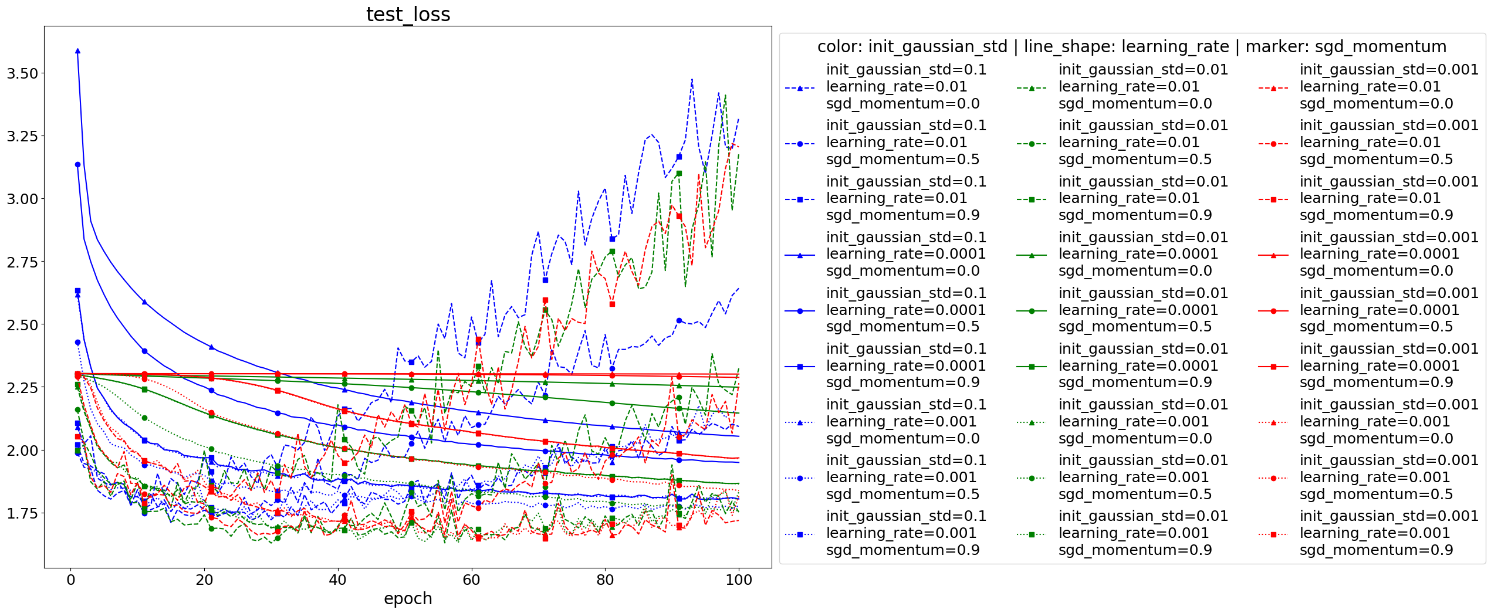 test_loss
3.50
3.25
3.00
2.75
2.50
2.25
2.00
1.75
0 20 40 60 80 100
epoch
color: init_gaussian_std | line_shape: learning_rate | marker: sgd_momentum
init_gaussian_std=0.1
learning_rate=0.01
sgd_momentum=0.0
init_gaussian_std=0.1
learning_rate=0.01
sgd_momentum=0.5
init_gaussian_std=0.1
learning_rate=0.01
sgd_momentum=0.9
init_gaussian_std=0.1
learning_rate=0.0001
sgd_momentum=0.0
init_gaussian_std=0.1
learning_rate=0.0001
sgd_momentum=0.5
init_gaussian_std=0.1
learning_rate=0.0001
sgd_momentum=0.9
init_gaussian_std=0.1
learning_rate=0.001
sgd_momentum=0.0
init_gaussian_std=0.1
learning_rate=0.001
sgd_momentum=0.5
init_gaussian_std=0.1
learning_rate=0.001
sgd_momentum=0.9
init_gaussian_std=0.01
learning_rate=0.01
sgd_momentum=0.0
init_gaussian_std=0.01
learning_rate=0.01
sgd_momentum=0.5
init_gaussian_std=0.01
learning_rate=0.01
sgd_momentum=0.9
init_gaussian_std=0.01
learning_rate=0.0001
sgd_momentum=0.0
init_gaussian_std=0.01
learning_rate=0.0001
sgd_momentum=0.5
init_gaussian_std=0.01
learning_rate=0.0001
sgd_momentum=0.9
init_gaussian_std=0.01
learning_rate=0.001
sgd_momentum=0.0
init_gaussian_std=0.01
learning_rate=0.001
sgd_momentum=0.5
init_gaussian_std=0.01
learning_rate=0.001
sgd_momentum=0.9
init_gaussian_std=0.001
learning_rate=0.01
sgd_momentum=0.0
init_gaussian_std=0.001
learning_rate=0.01
sgd_momentum=0.5
init_gaussian_std=0.001
learning_rate=0.01
sgd_momentum=0.9
init_gaussian_std=0.001
learning_rate=0.0001
sgd_momentum=0.0
init_gaussian_std=0.001
learning_rate=0.0001
sgd_momentum=0.5
init_gaussian_std=0.001
learning_rate=0.0001
sgd_momentum=0.9
init_gaussian_std=0.001
learning_rate=0.001
sgd_momentum=0.0
init_gaussian_std=0.001
learning_rate=0.001
sgd_momentum=0.5
init_gaussian_std=0.001
learning_rate=0.001
sgd_momentum=0.9